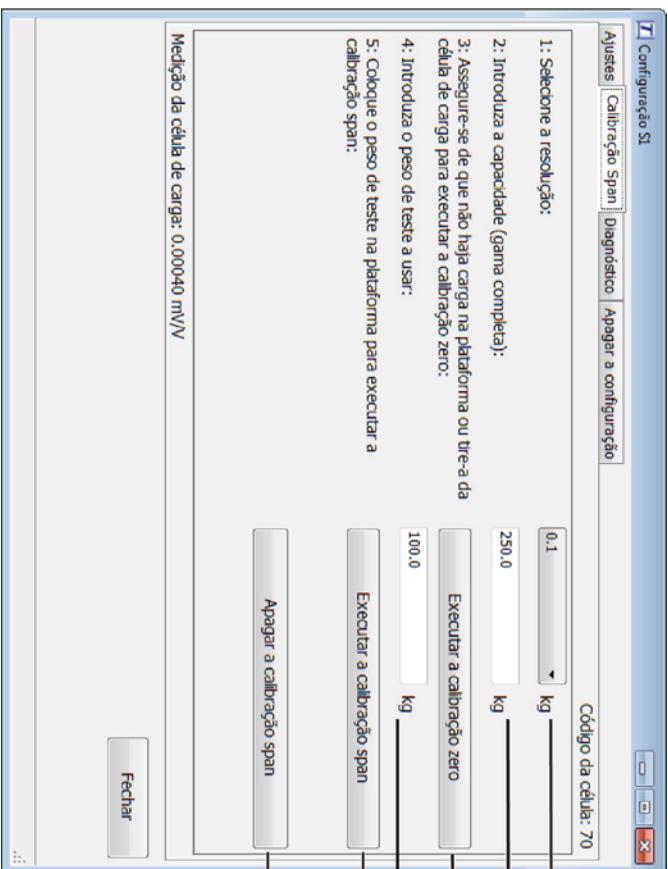 Configuração S1
Ajustes Calibração Span Diagnóstico Apagar a configuração
Código da célula: 70
1: Selecione a resolução:
0.1 kg
2: Introduza a capacidade (gama completa):
250.0 kg
3: Assegure-se de que não haja carga na plataforma ou tire-a da
célula de carga para executar a calibração zero:
Executar a calibração zero
4: Introduza o peso de teste a usar:
100.0 kg
5: Coloque o peso de teste na plataforma para executar a
calibração span:
Executar a calibração span
Apagar a calibração span
Medição da célula de carga: 0.00040 mV/V
Fechar